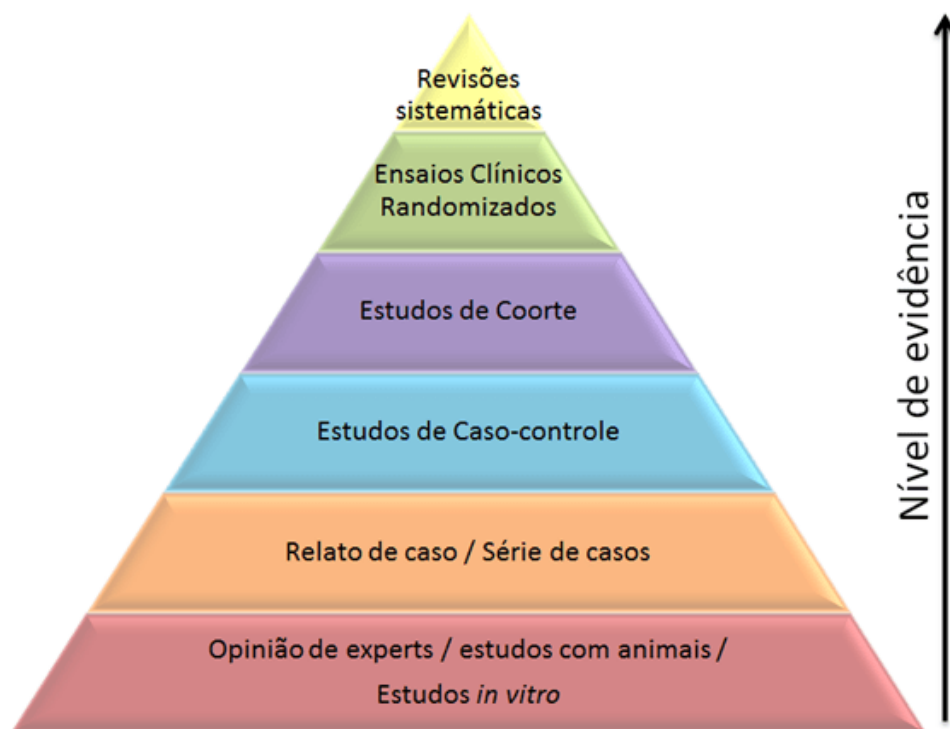 Revisões
sistemáticas
Ensaios Clínicos
Randomizados
Estudos de Coorte
Estudos de Caso-controle
Relato de caso / Série de casos
Opinião de experts / estudos com animais /
Estudos in vitro
Nível de evidência